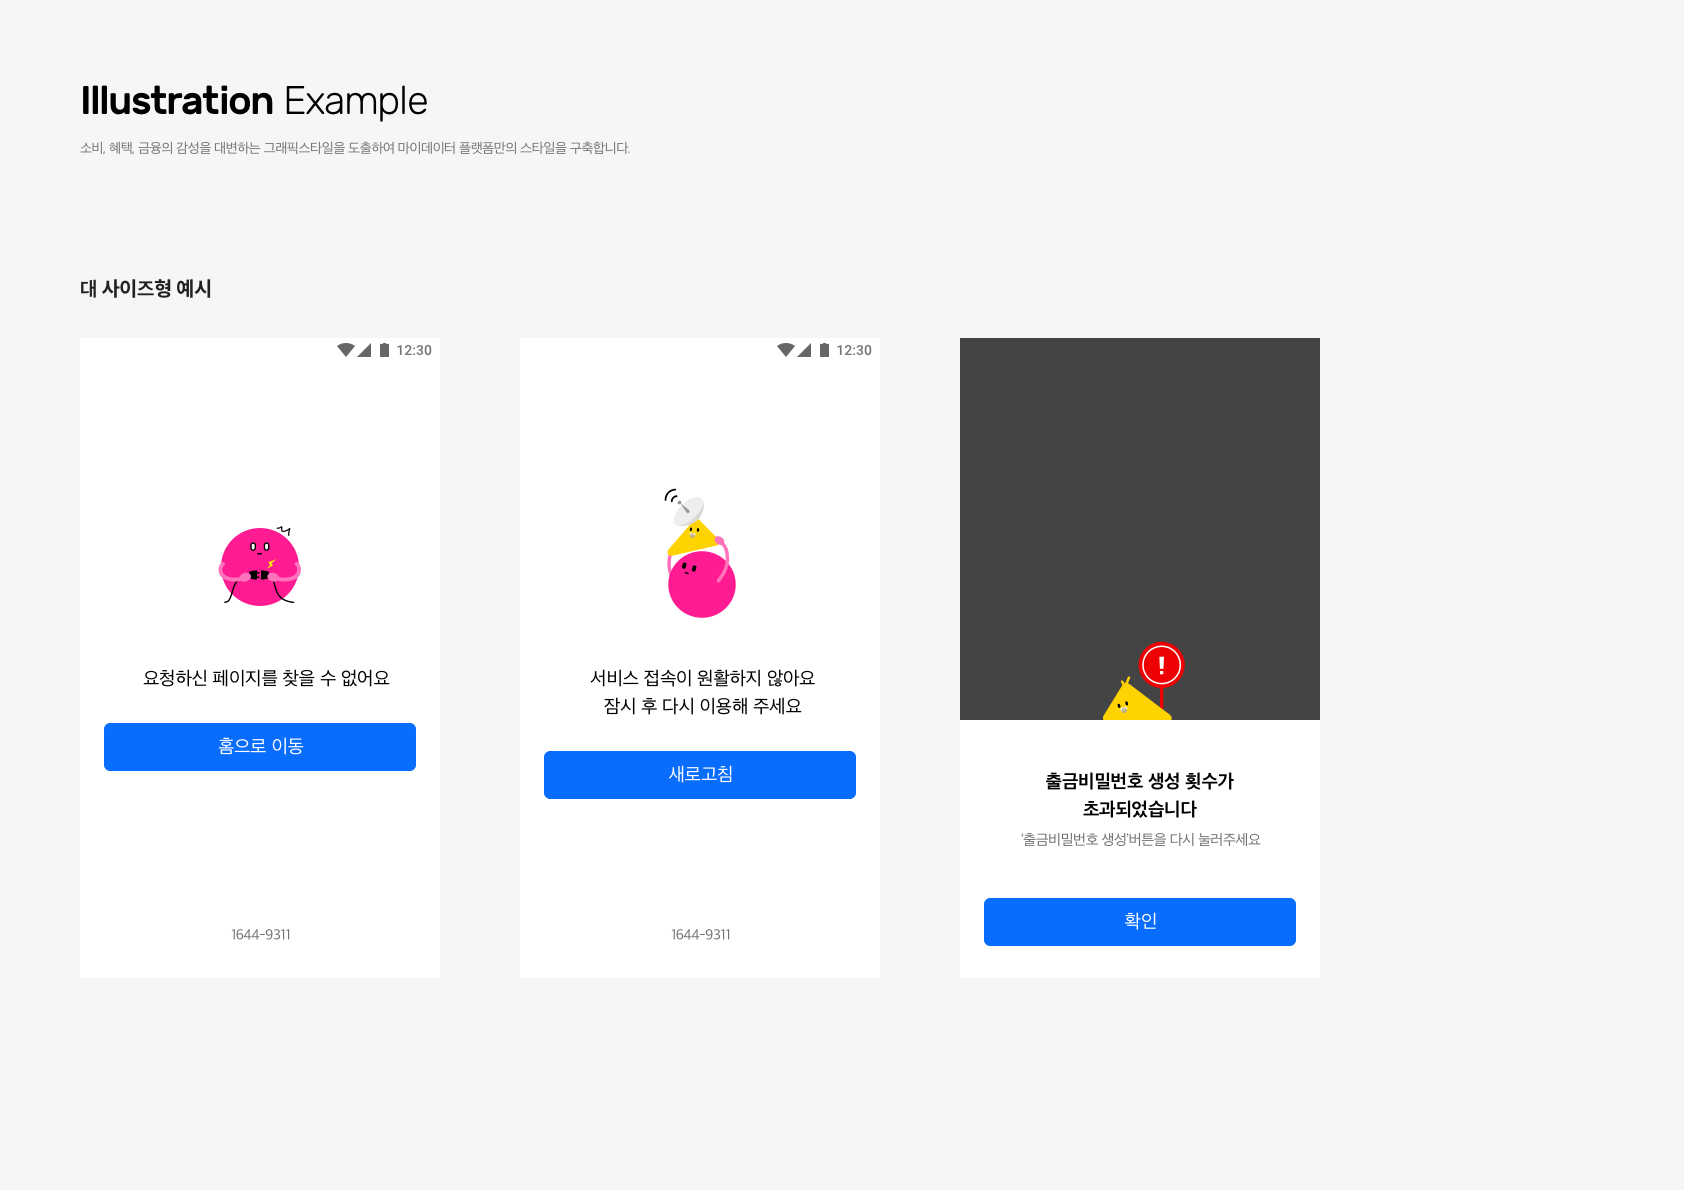 Illustration Example
소비, 혜택, 금융의 감성을 대변하는 그래픽스타일을 도출하여 마이데이터 플랫폼만의 스타일을 구축합니다.
대 사이즈형 예시
12:30
요청하신 페이지를 찾을 수 없어요
홈으로 이동
1644-9311
12:30
서비스 접속이 원활하지 않아요
잠시 후 다시 이용해 주세요
새로고침
1644-9311
!
출금비밀번호 생성 횟수가
초과되었습니다
'출금비밀번호 생성'버튼을 다시 눌러주세요
확인